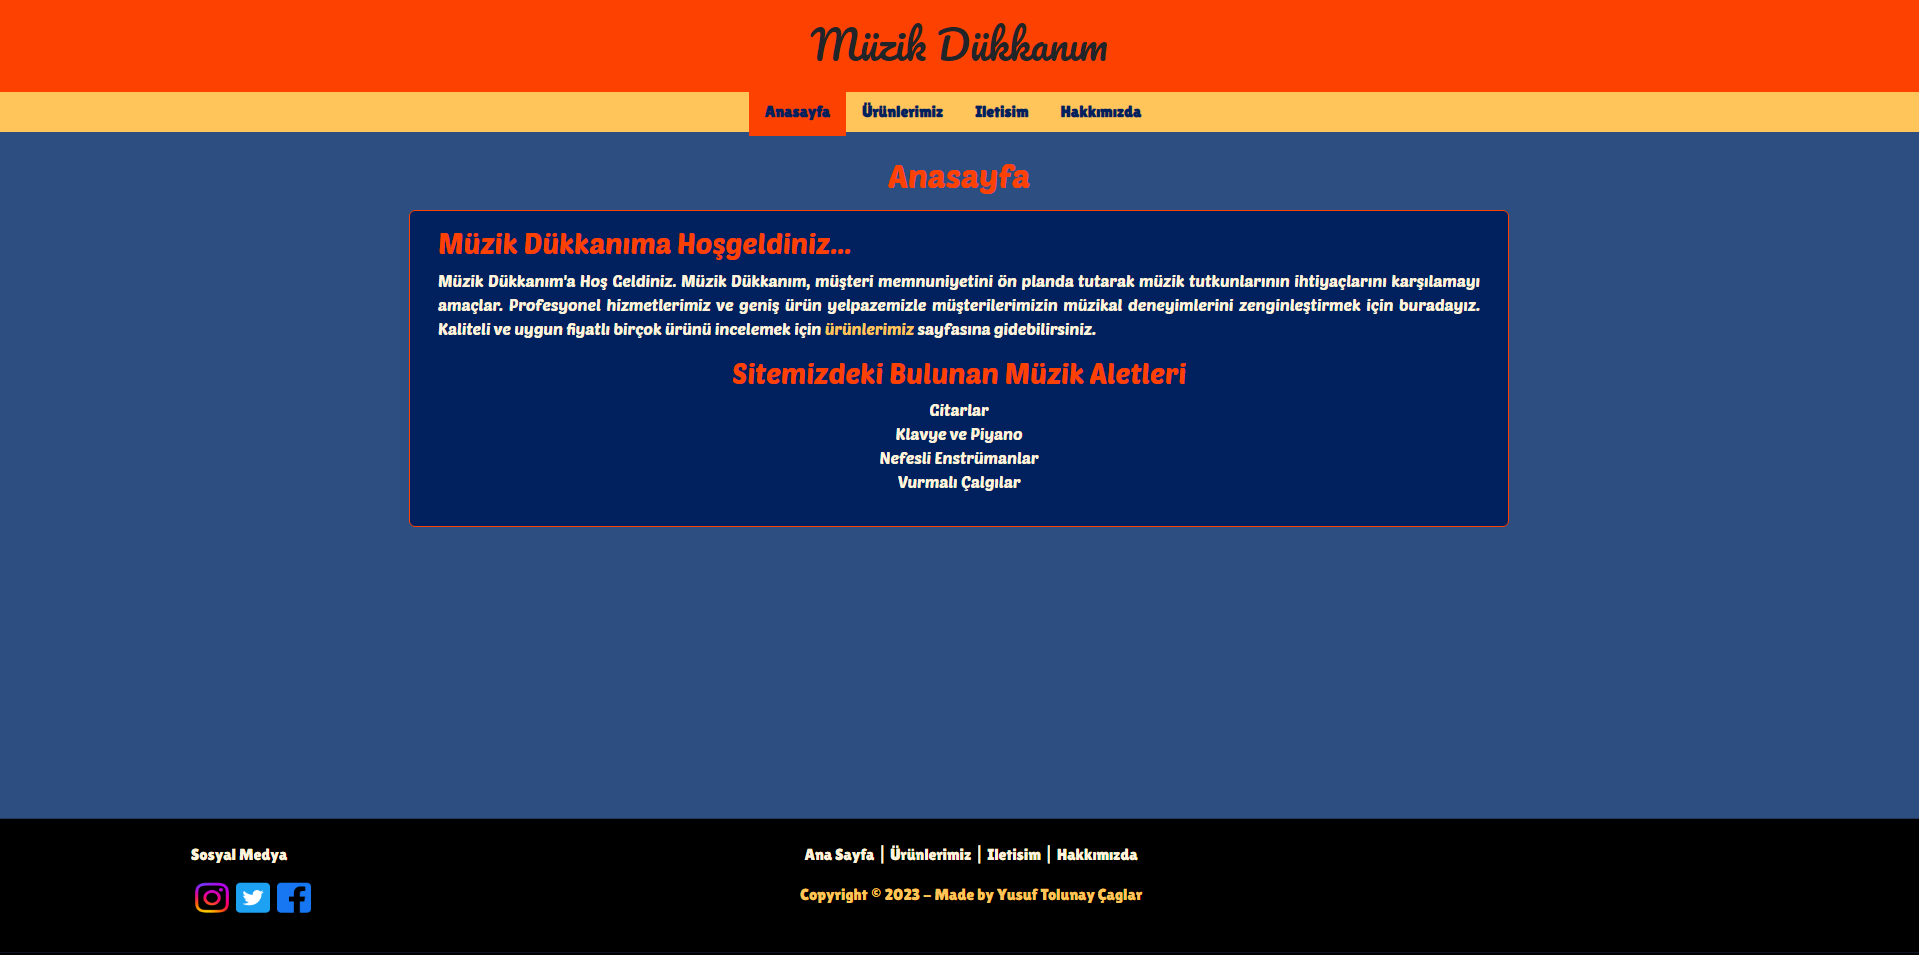 Müzik Dükkanım
Anasayfa Ürünlerimiz Iletisim Hakkımızda
Anasayfa
Müzik Dükkanıma Hoşgeldiniz...
Müzik Dükkanım'a Hoş Geldiniz. Müzik Dükkanım, müşteri memnuniyetini ön planda tutarak müzik tutkunlarının ihtiyaçlarını karşılamayı
amaçlar. Profesyonel hizmetlerimiz ve geniş ürün yelpazemizle müşterilerimizin müzikal deneyimlerini zenginleştirmek için buradayız.
Kaliteli ve uygun fiyatlı birçok ürünü incelemek için ürünlerimiz sayfasına gidebilirsiniz.
Sitemizdeki Bulunan Müzik Aletleri
Gitarlar
Klavye ve Piyano
Nefesli Enstrümanlar
Vurmalı Çalgılar
Sosyal Medya
Ana Sayfa | Ürünlerimiz | Iletisim | Hakkımızda
Copyright © 2023 – Made by Yusuf Tolunay Çaglar